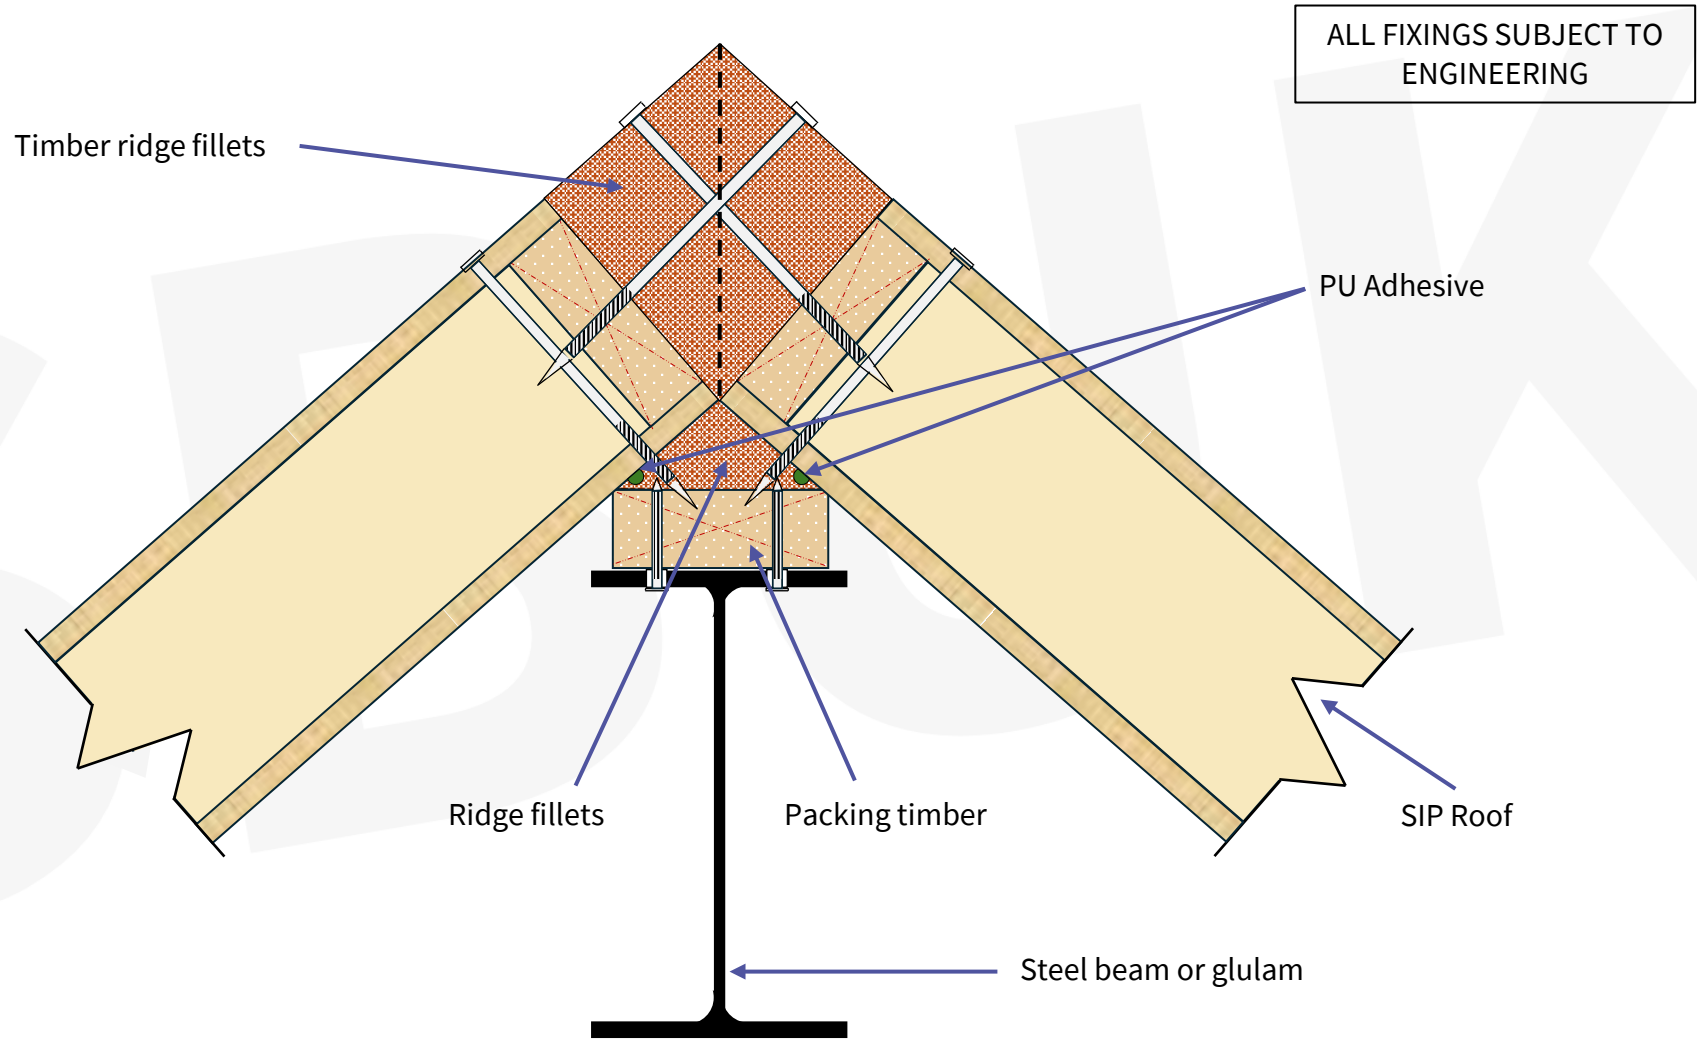 ALL FIXINGS SUBJECT TO
ENGINEERING
Timber ridge fillets
PU Adhesive
Ridge fillets
Packing timber
SIP Roof
Steel beam or glulam